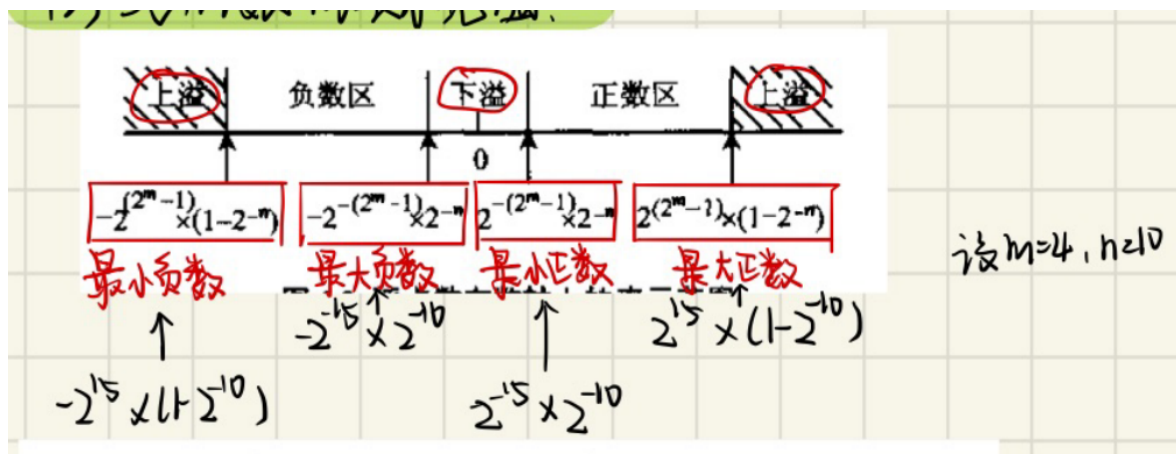 上溢 负数区 下溢 正数区 上溢
0
-2^(2^m-1)×(1-2^-n) -2^-(2^m-1)×2^-n 2^-(2^m-1)×2^-n 2^(2^m-1)×(1-2^-n)
最小负数 最大负数 最小正数 最大正数
设 m=4, n=10
-2^-15×2^-10 2^15×(1-2^-10)
-2^15×(1-2^-10) 2^-15×2^-10